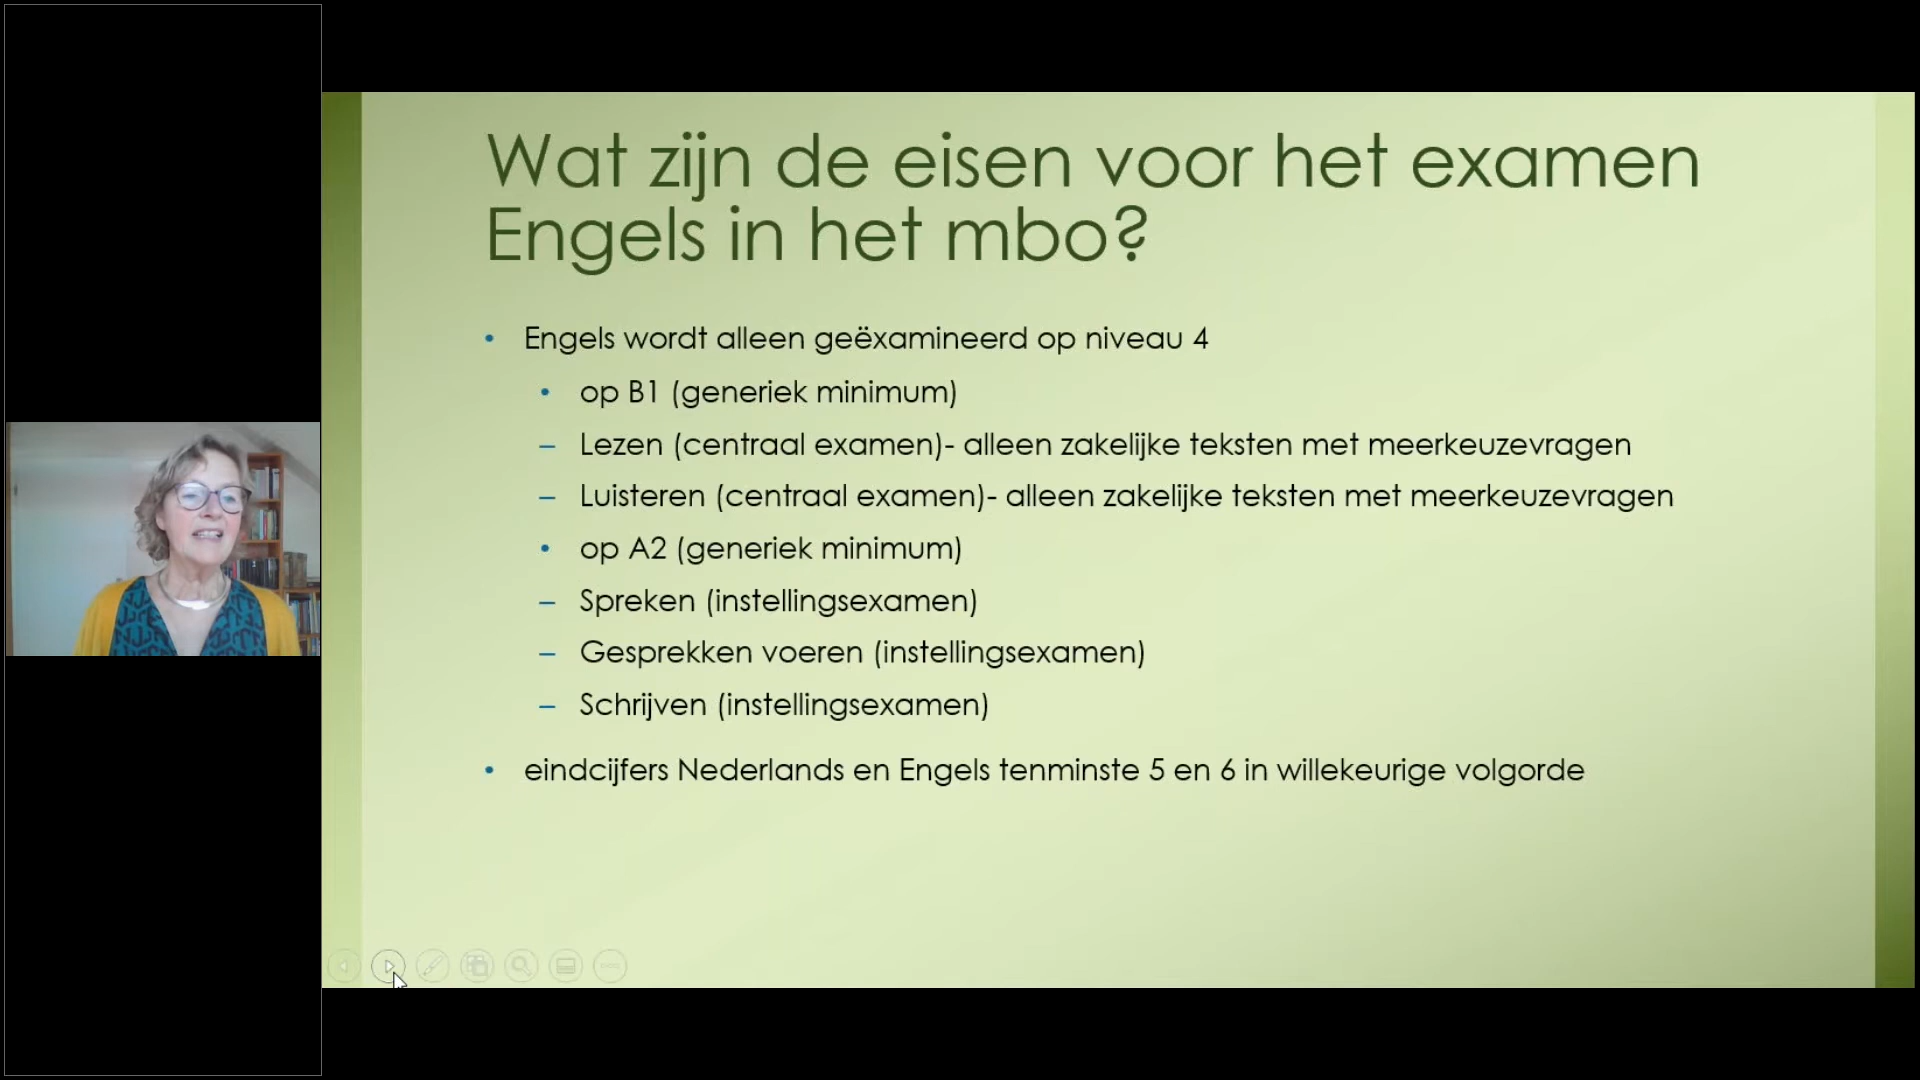 Wat zijn de eisen voor het examen
Engels in het mbo?
• Engels wordt alleen geëxamineerd op niveau 4
• op B1 (generiek minimum)
– Lezen (centraal examen)- alleen zakelijke teksten met meerkeuzevragen
– Luisteren (centraal examen)- alleen zakelijke teksten met meerkeuzevragen
• op A2 (generiek minimum)
– Spreken (instellingsexamen)
– Gesprekken voeren (instellingsexamen)
– Schrijven (instellingsexamen)
• eindcijfers Nederlands en Engels tenminste 5 en 6 in willekeurige volgorde